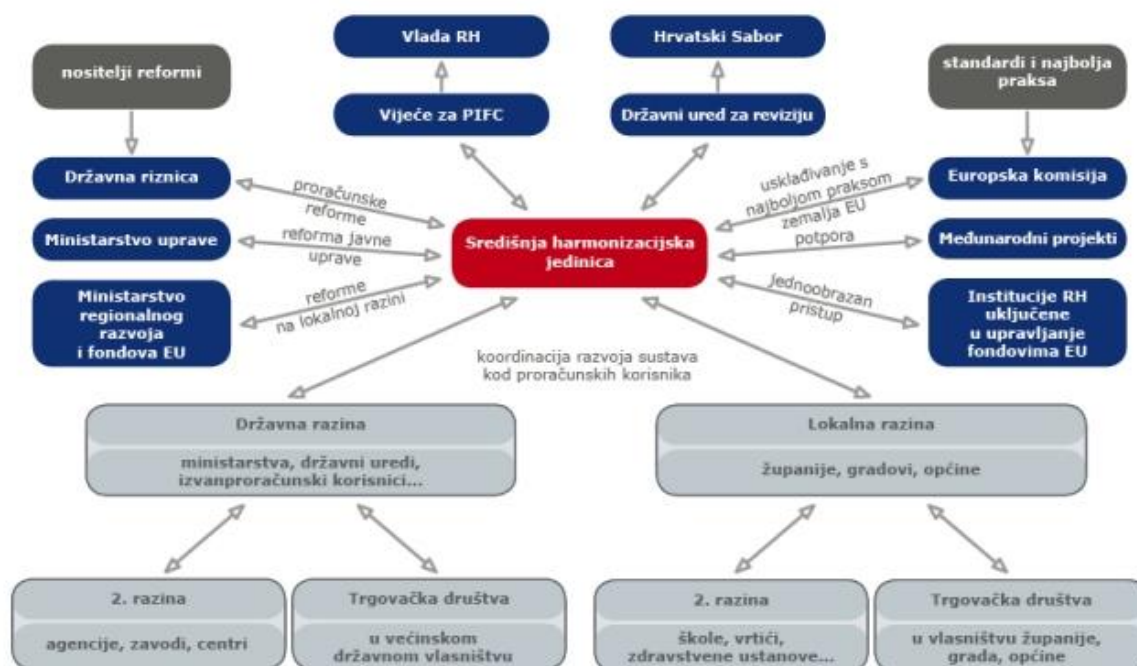 Vlada RH
Hrvatski Sabor
nositelji reformi
standardi i najbolja
praksa
Vijeće za PIFC
Državni ured za reviziju
Državna riznica
proračunske
reforme
usklađivanje s
najboljom praksom
zemalja EU
Europska komisija
Ministarstvo uprave
reforma javne
uprave
Središnja harmonizacijska
jedinica
potpora
Međunarodni projekti
Ministarstvo
regionalnog
razvoja
i fondova EU
reforme
na lokalnoj razini
jednoobrazan
pristup
Institucije RH
uključene
u upravljanje
fondovima EU
koordinacija razvoja sustava
kod proračunskih korisnika
Državna razina
ministarstva, državni uredi,
izvanproračunski korisnici...
Lokalna razina
županije, gradovi, općine
2. razina
agencije, zavodi, centri
Trgovačka društva
u većinskom
državnom vlasništvu
2. razina
škole, vrtići,
zdravstvene ustanove...
Trgovačka društva
u vlasništvu županije,
grada, općine